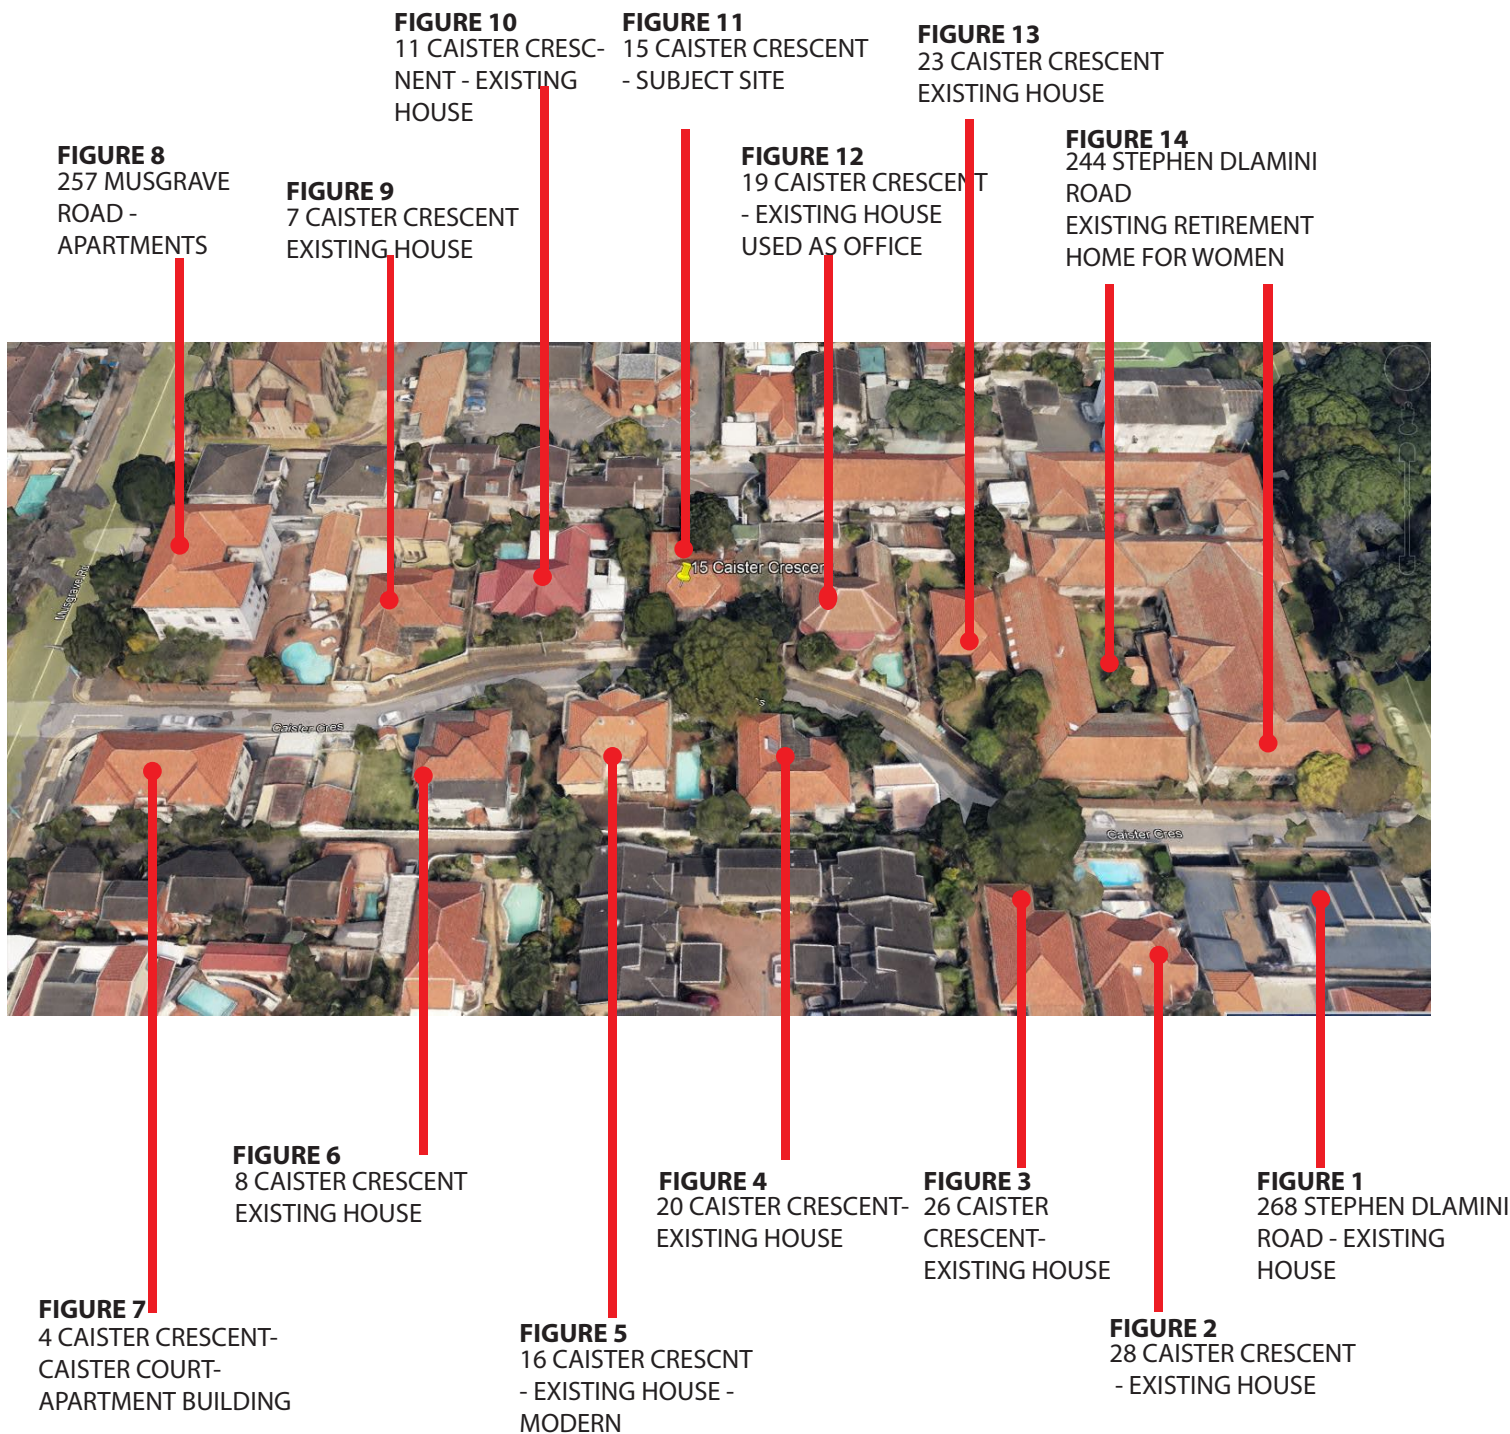 FIGURE 10
11 CAISTER CRESC-
NENT - EXISTING
HOUSE
FIGURE 11
15 CAISTER CRESCENT
- SUBJECT SITE
FIGURE 13
23 CAISTER CRESCENT
EXISTING HOUSE
FIGURE 8
257 MUSGRAVE
ROAD -
APARTMENTS
FIGURE 9
7 CAISTER CRESCENT
EXISTING HOUSE
FIGURE 12
19 CAISTER CRESCENT
- EXISTING HOUSE
USED AS OFFICE
FIGURE 14
244 STEPHEN DLAMINI
ROAD
EXISTING RETIREMENT
HOME FOR WOMEN
15 Caister Crescen
Musgrave Rd
Caister Cres
Caister Cres
FIGURE 6
8 CAISTER CRESCENT
EXISTING HOUSE
FIGURE 4
20 CAISTER CRESCENT-
EXISTING HOUSE
FIGURE 3
26 CAISTER
CRESCENT-
EXISTING HOUSE
FIGURE 1
268 STEPHEN DLAMINI
ROAD - EXISTING
HOUSE
FIGURE 7
4 CAISTER CRESCENT-
CAISTER COURT-
APARTMENT BUILDING
FIGURE 5
16 CAISTER CRESCNT
- EXISTING HOUSE -
MODERN
FIGURE 2
28 CAISTER CRESCENT
- EXISTING HOUSE